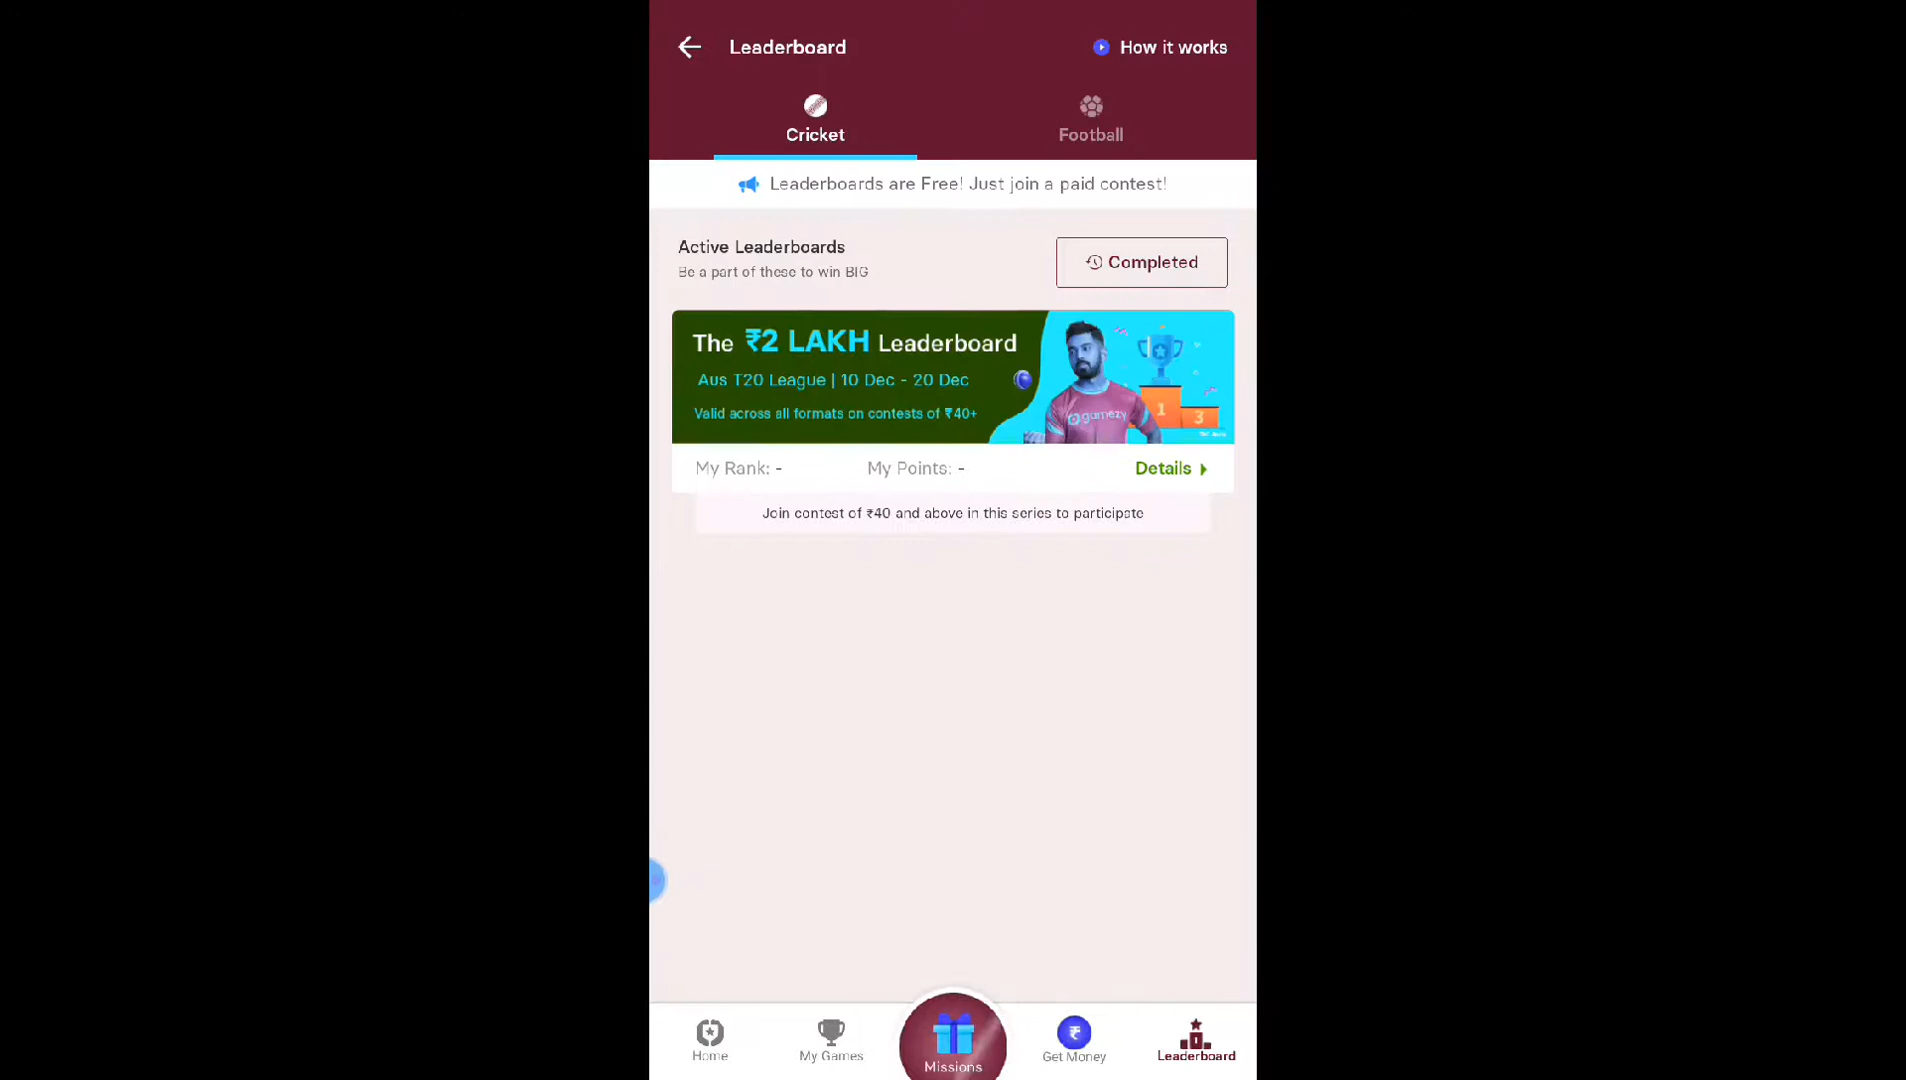 Leaderboard
How it works
Cricket
Football
Leaderboards are Free! Just join a paid contest!
Active Leaderboards
Be a part of these to win BIG
Completed
The ₹2 LAKH Leaderboard
Aus T20 League | 10 Dec - 20 Dec
Valid across all formats on contests of ₹40+
gamezy
1
3
My Rank: -
My Points: -
Details
Join contest of ₹40 and above in this series to participate
Home
My Games
Missions
Get Money
Leaderboard